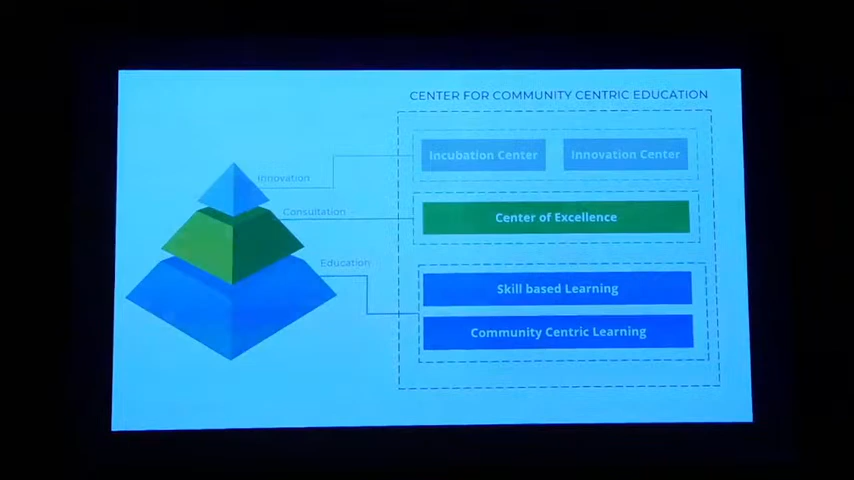 CENTER FOR COMMUNITY CENTRIC EDUCATION
Innovation
Incubation Center
Innovation Center
Consultation
Center of Excellence
Education
Skill based Learning
Community Centric Learning